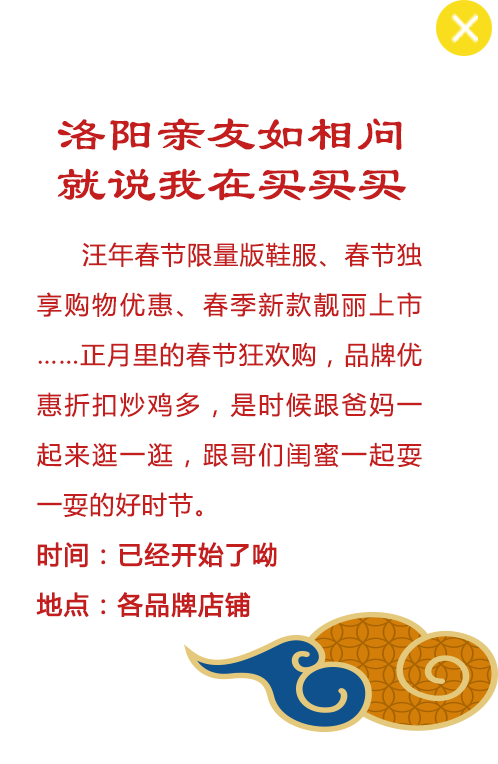 洛阳亲友如相问
就说我在买买买
汪年春节限量版鞋服、春节独
享购物优惠、春季新款靓丽上市
……正月里的春节狂欢购，品牌优
惠折扣炒鸡多，是时候跟爸妈一
起来逛一逛，跟哥们闺蜜一起耍
一耍的好时节。
时间：已经开始了呦
地点：各品牌店铺